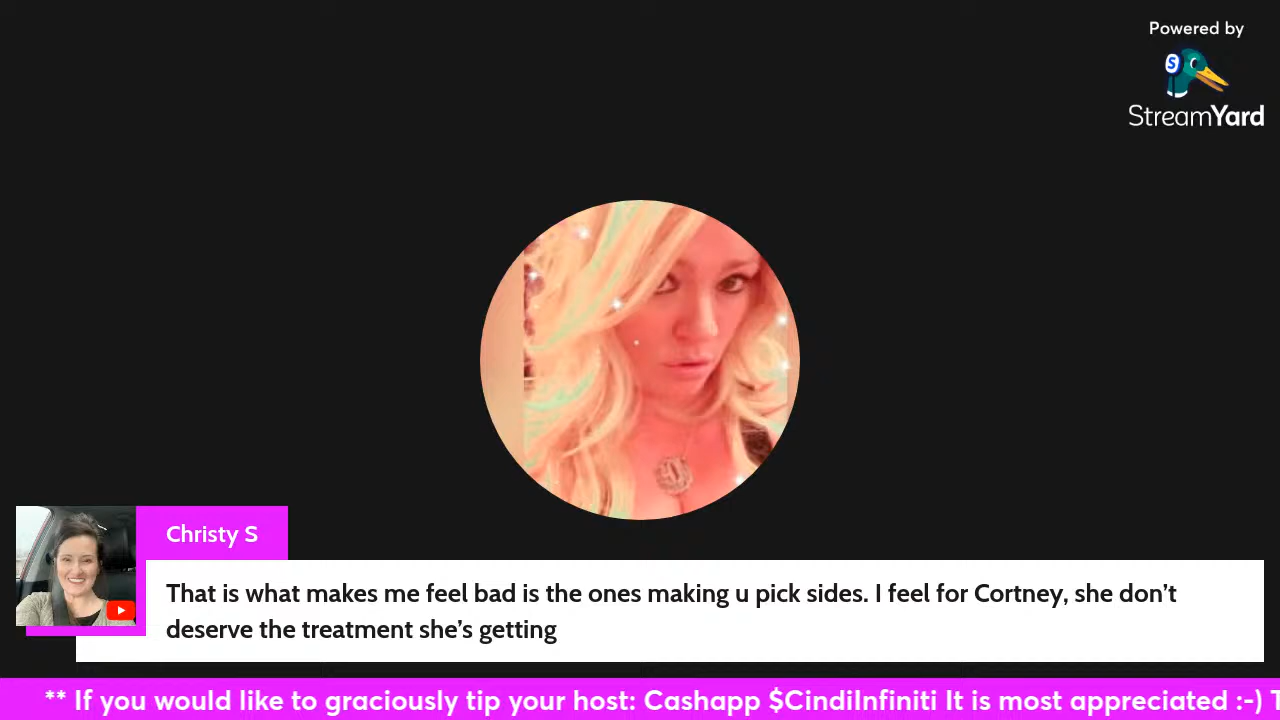 Powered by
S
StreamYard
Christy S
That is what makes me feel bad is the ones making u pick sides. I feel for Cortney, she don’t
deserve the treatment she’s getting
** If you would like to graciously tip your host: Cashapp $CindiInfiniti It is most appreciated :-) T